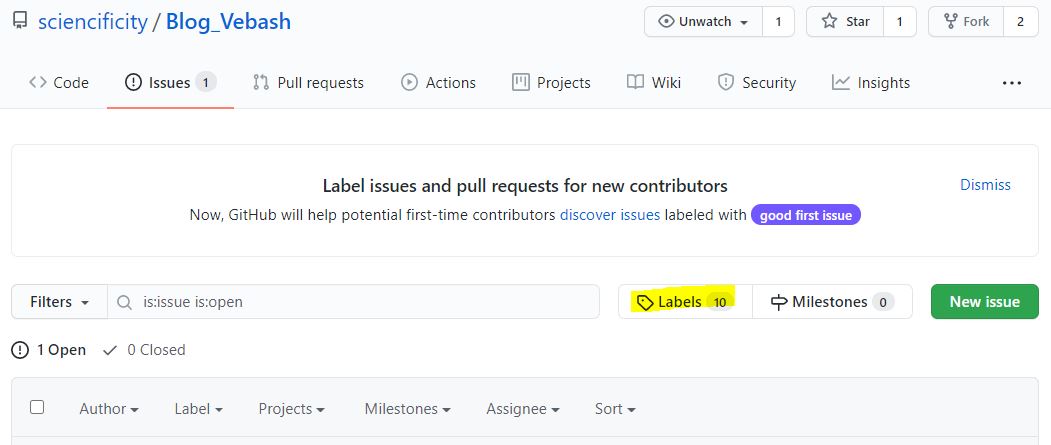 sciencificity / Blog_Vebash Unwatch 1 Star 1 Fork 2
Code Issues 1 Pull requests Actions Projects Wiki Security Insights ...
Label issues and pull requests for new contributors Dismiss
Now, GitHub will help potential first-time contributors discover issues labeled with good first issue
Filters is:issue is:open Labels 10 Milestones 0 New issue
1 Open 0 Closed
Author Label Projects Milestones Assignee Sort